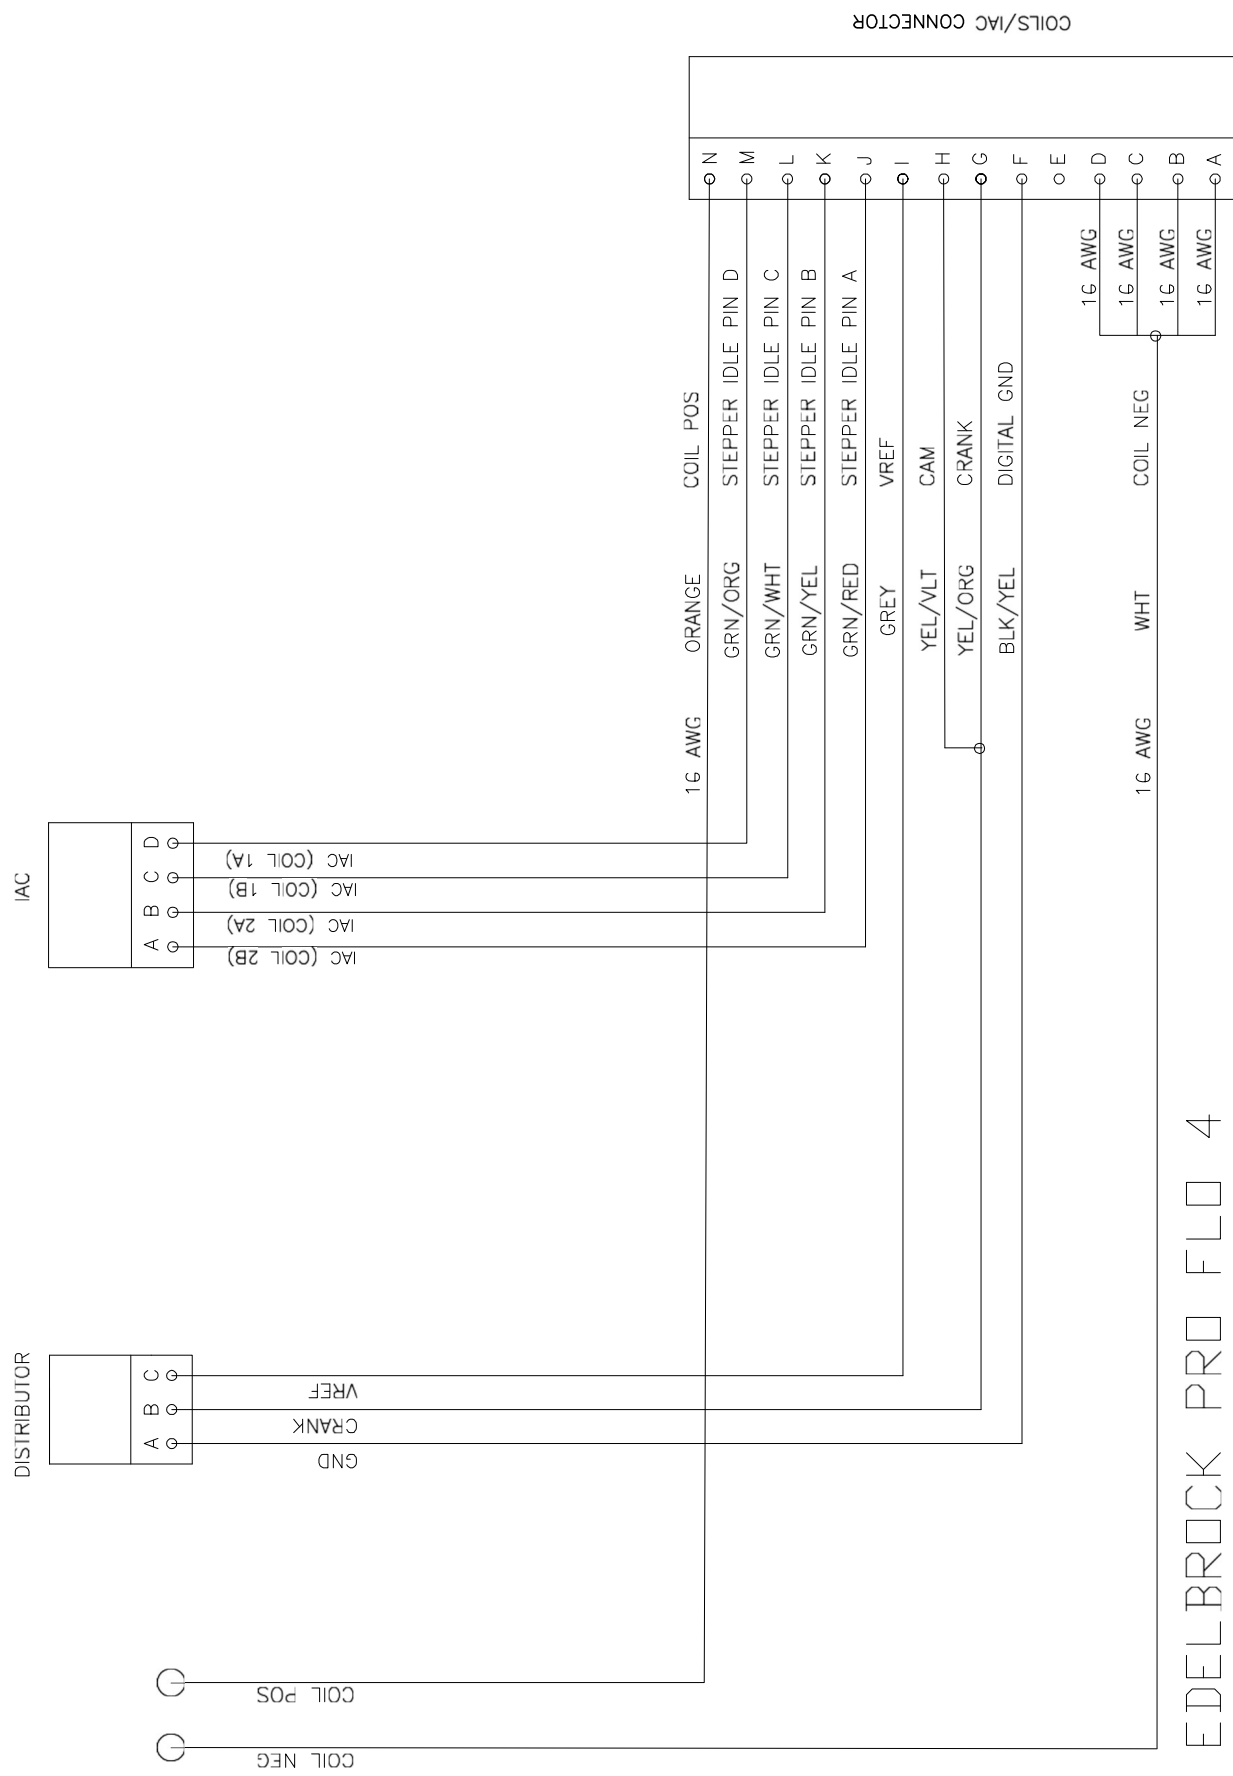 COILS/IAC CONNECTOR
N
M
L
K
J
I
H
G
F
E
D
C
B
A
16 AWG ORANGE COIL POS
GRN/ORG STEPPER IDLE PIN D
GRN/WHT STEPPER IDLE PIN C
GRN/YEL STEPPER IDLE PIN B
GRN/RED STEPPER IDLE PIN A
GREY VREF
YEL/VLT CAM
YEL/ORG CRANK
BLK/YEL DIGITAL GND
16 AWG
16 AWG
16 AWG
16 AWG
16 AWG WHT COIL NEG
IAC
D
C
B
A
IAC (COIL 1A)
IAC (COIL 1B)
IAC (COIL 2A)
IAC (COIL 2B)
DISTRIBUTOR
C
B
A
VREF
CRANK
GND
COIL POS
COIL NEG
EDELBROCK PRO FLO 4